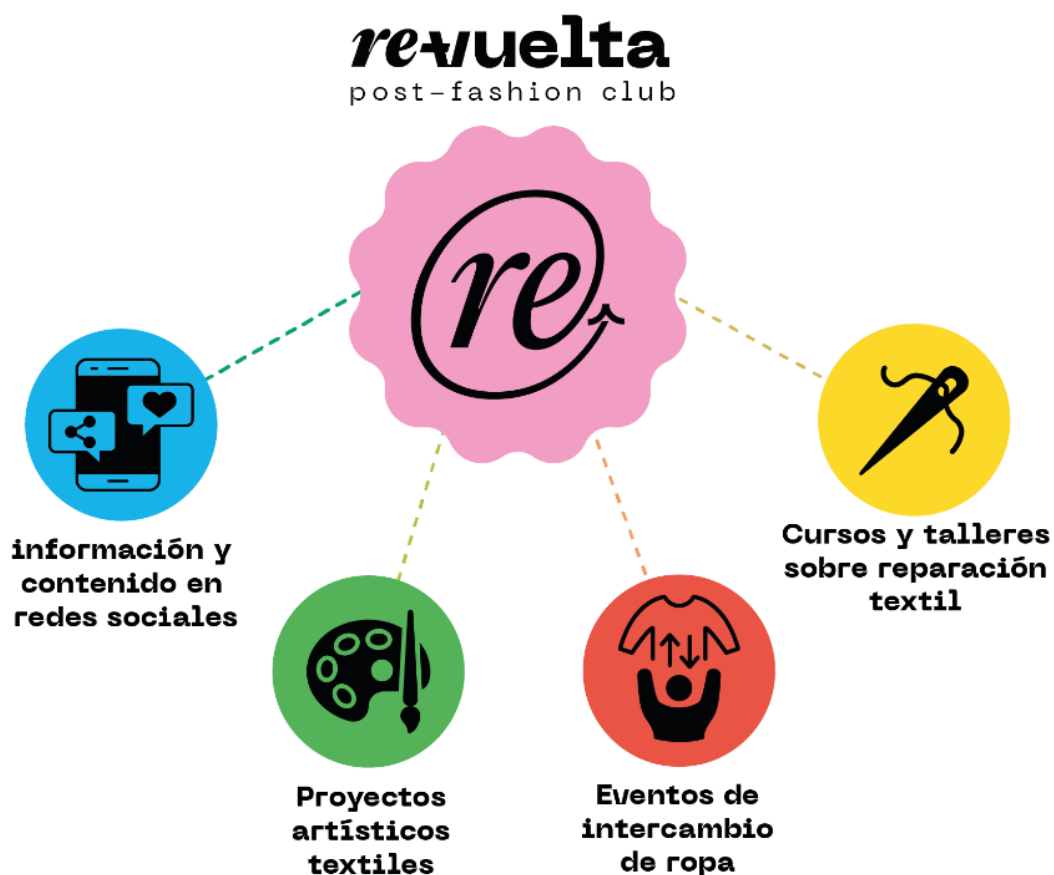 re-vuelta
post-fashion club
re
información y
contenido en
redes sociales
Proyectos
artísticos
textiles
Eventos de
intercambio
de ropa
Cursos y talleres
sobre reparación
textil